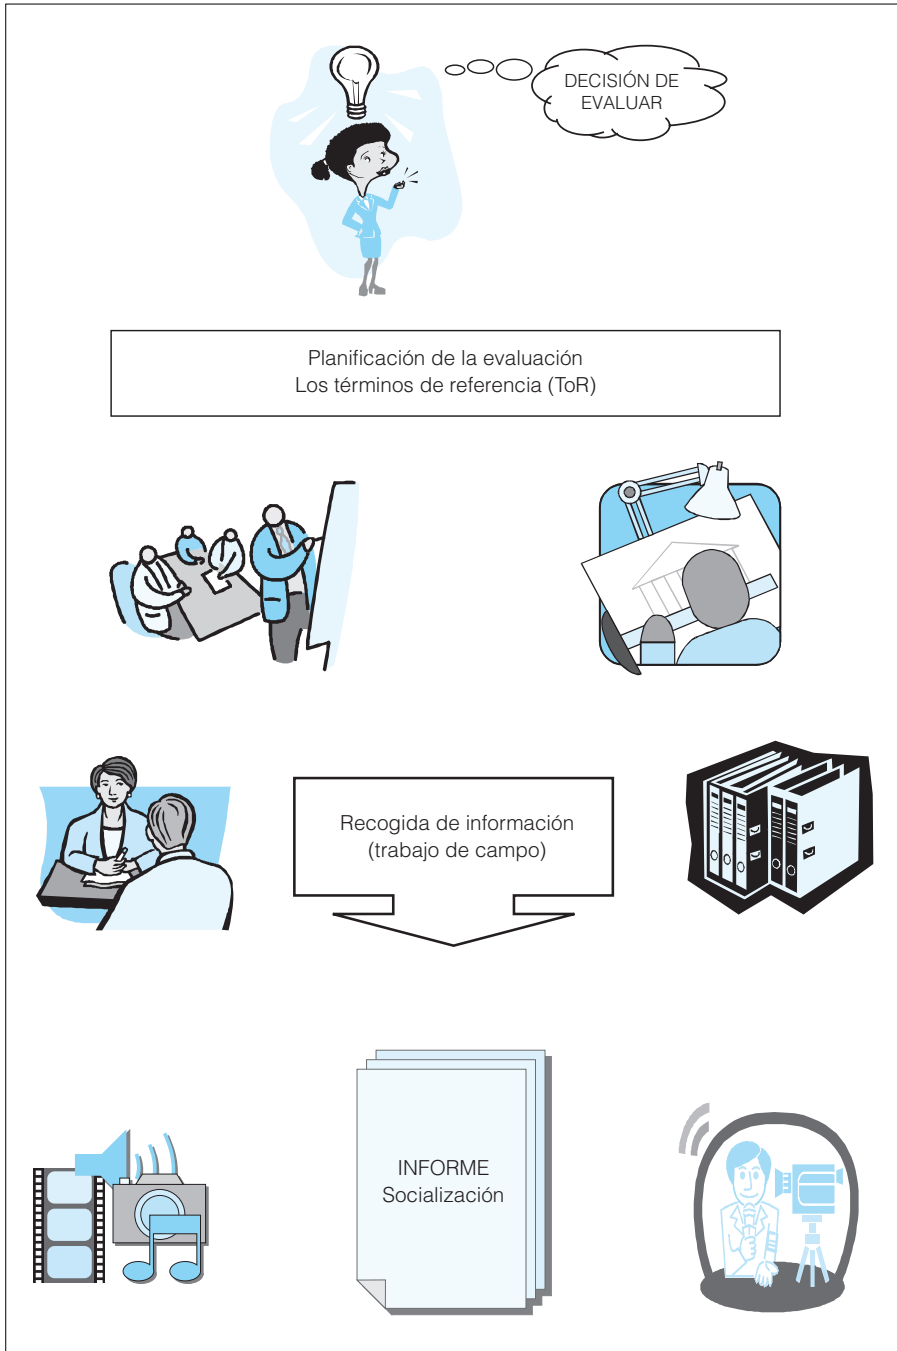 DECISIÓN DE
EVALUAR
Planificación de la evaluación
Los términos de referencia (ToR)
Recogida de información
(trabajo de campo)
INFORME
Socialización